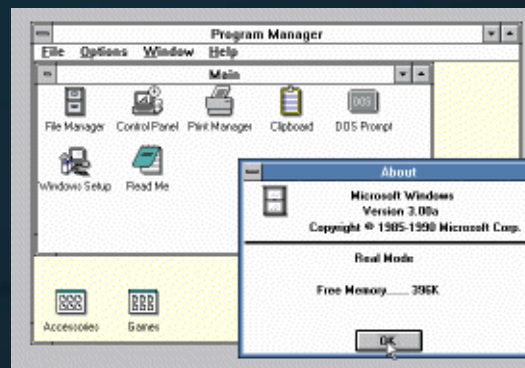 Program Manager
File Options Window Help
Main
File Manager Control Panel Print Manager Clipboard DOS Prompt
DOS
Windows Setup Read Me
About
Microsoft Windows
Version 3.00a
Copyright © 1985-1990 Microsoft Corp.
Real Mode
Free Memory...... 396K
Accessories Games
OK